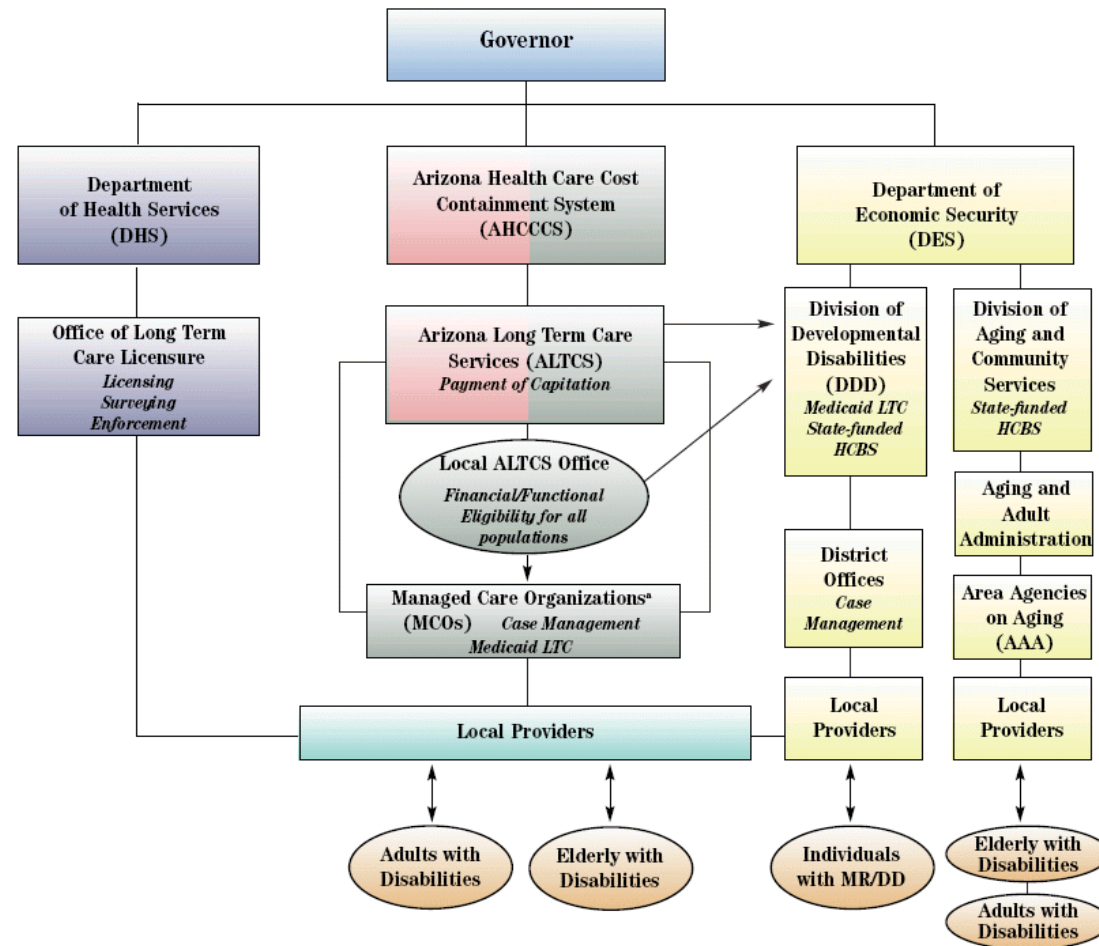 Governor
Department
of Health Services
(DHS)
Arizona Health Care Cost
Containment System
(AHCCCS)
Department of
Economic Security
(DES)
Office of Long Term
Care Licensure
Licensing
Surveying
Enforcement
Arizona Long Term Care
Services (ALTCS)
Payment of Capitation
Division of
Developmental
Disabilities
(DDD)
Medicaid LTC
State-funded
HCBS
Division of
Aging and
Community
Services
State-funded
HCBS
Local ALTCS Office
Financial/Functional
Eligibility for all
populations
Aging and
Adult
Administration
Managed Care Organizationsª
(MCOs) Case Management
Medicaid LTC
District
Offices
Case
Management
Area Agencies
on Aging
(AAA)
Local Providers
Local
Providers
Local
Providers
Adults with
Disabilities
Elderly with
Disabilities
Individuals
with MR/DD
Elderly with
Disabilities
Adults with
Disabilities